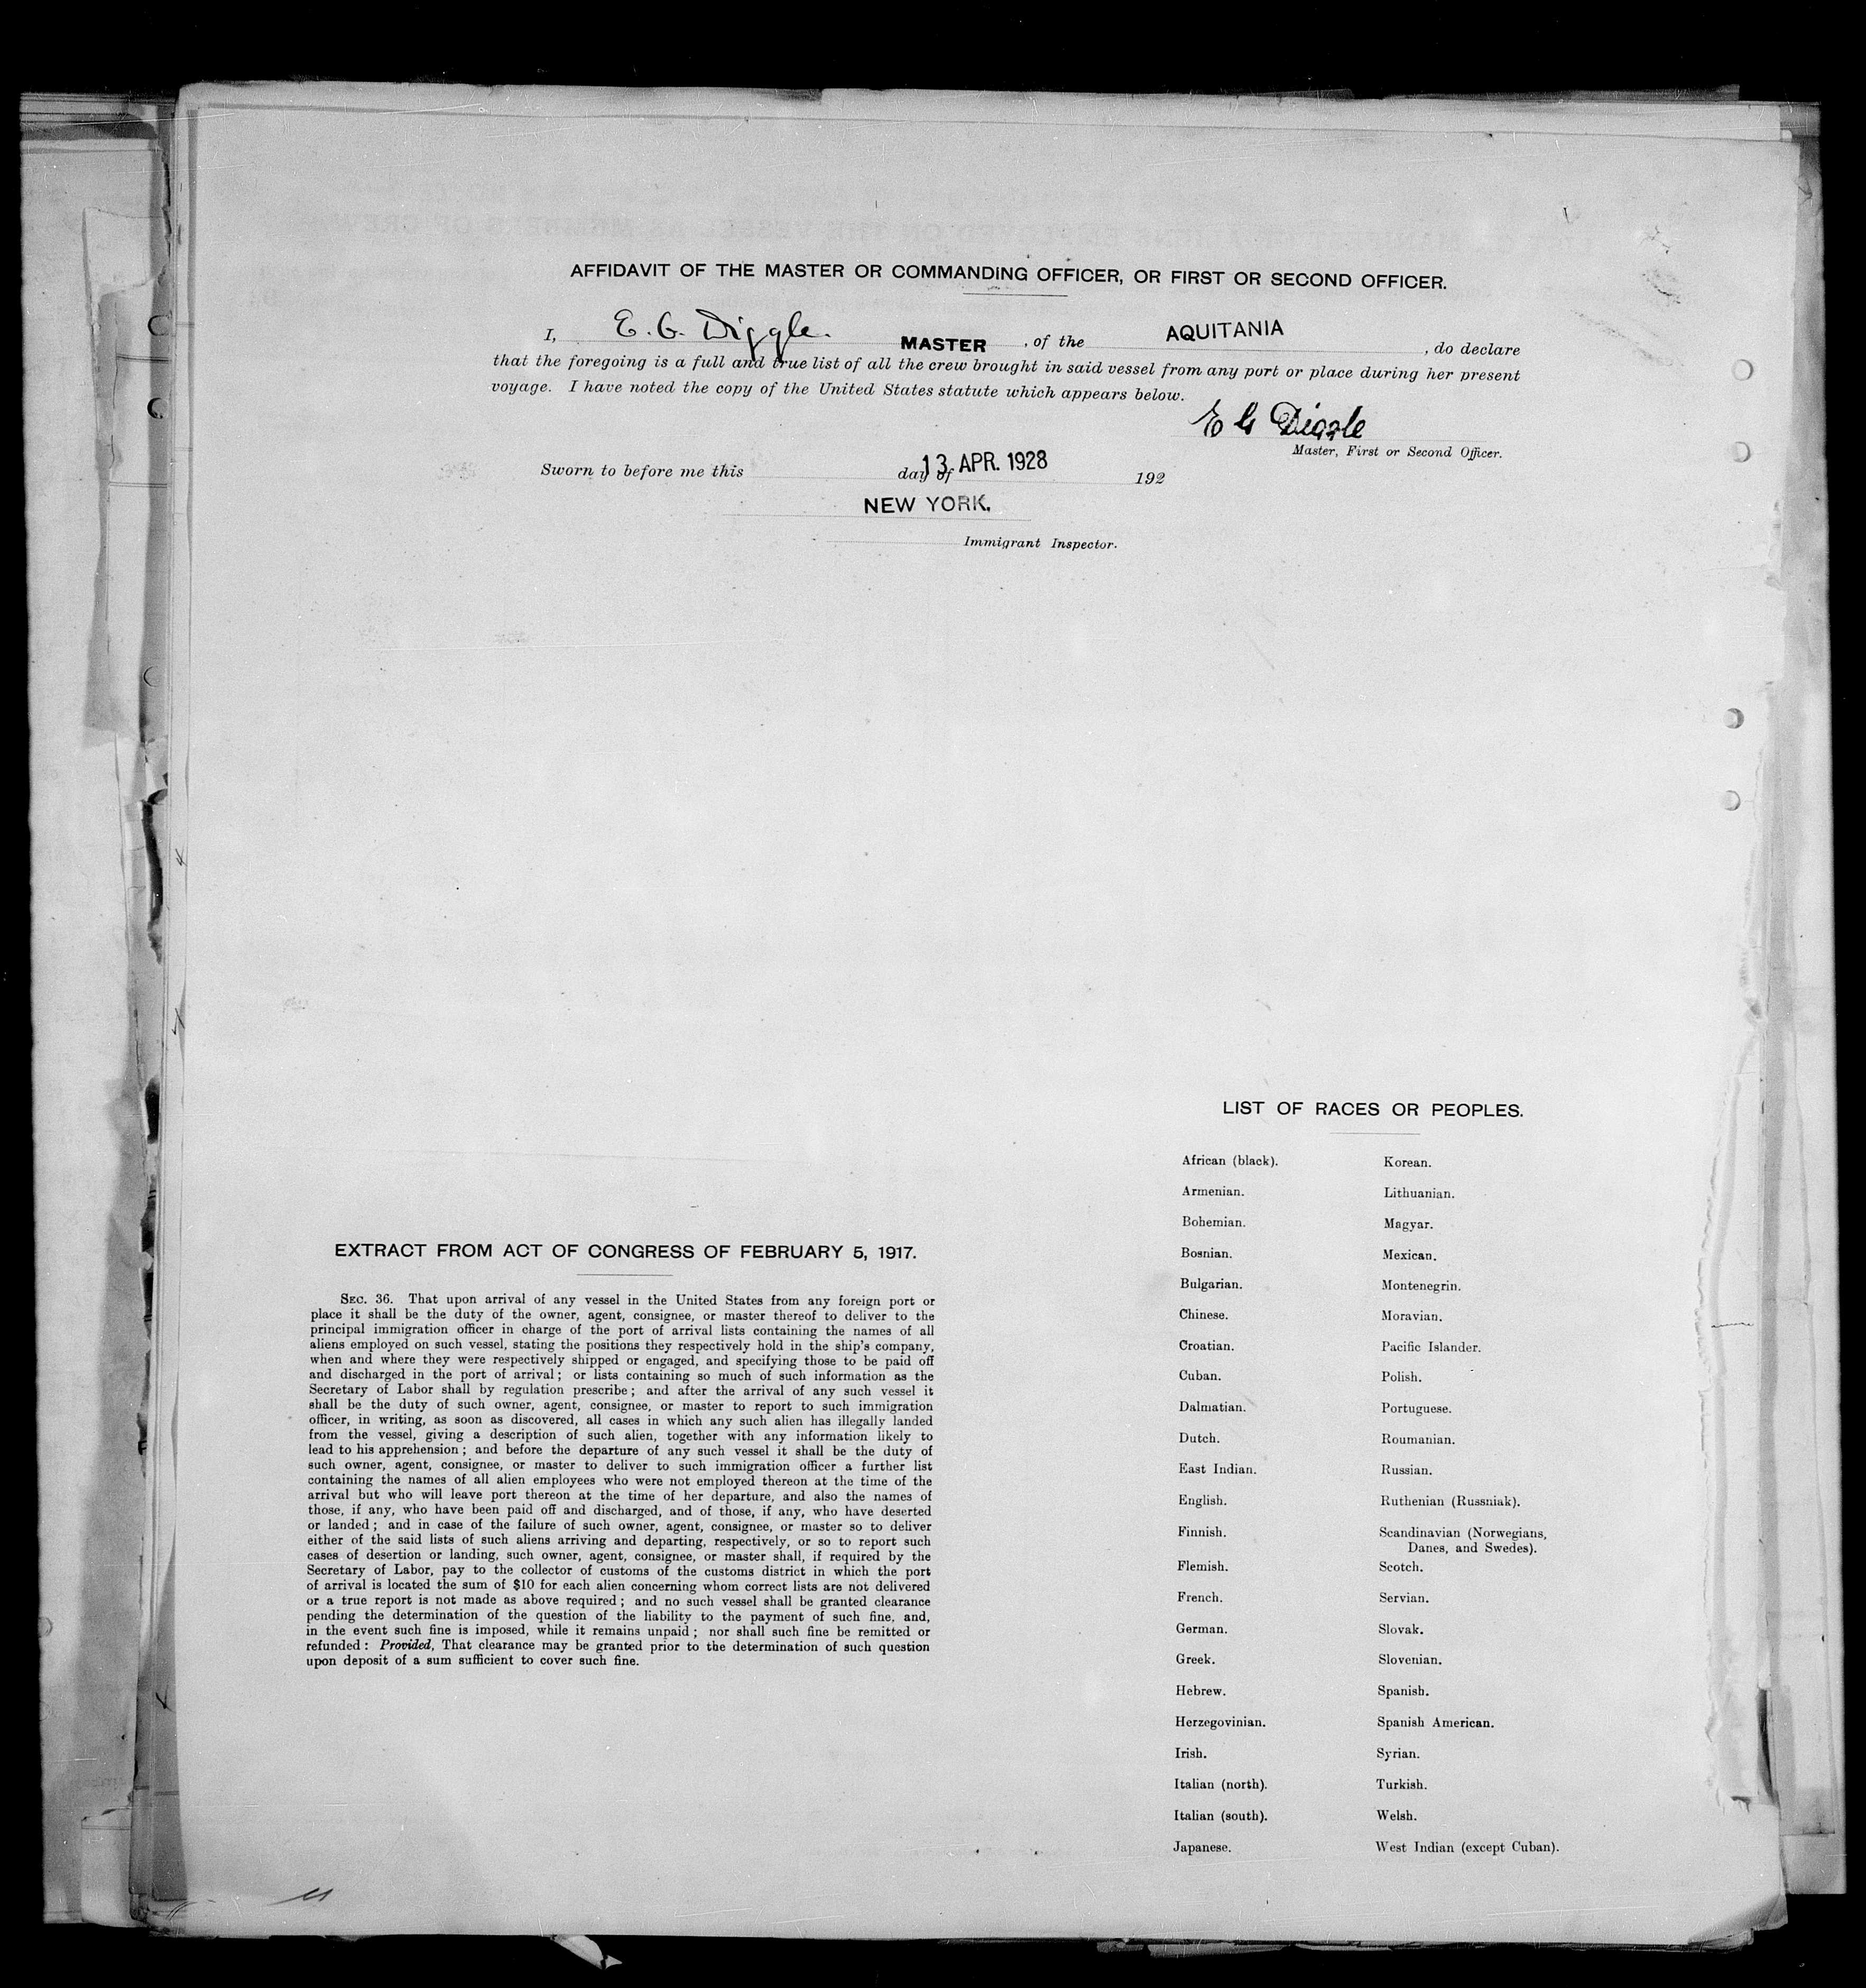 AFFIDAVIT OF THE MASTER OR COMMANDING OFFICER, OR FIRST OR SECOND OFFICER.
I, E. G. Diggle. MASTER, of the AQUITANIA, do declare
that the foregoing is a full and true list of all the crew brought in said vessel from any port or place during her present
voyage. I have noted the copy of the United States statute which appears below.
E G Diggle
Master, First or Second Officer.
Sworn to before me this day of 13 APR. 1928 192
NEW YORK.
Immigrant Inspector.
EXTRACT FROM ACT OF CONGRESS OF FEBRUARY 5, 1917.
SEC. 36. That upon arrival of any vessel in the United States from any foreign port or
place it shall be the duty of the owner, agent, consignee, or master thereof to deliver to the
principal immigration officer in charge of the port of arrival lists containing the names of all
aliens employed on such vessel, stating the positions they respectively hold in the ship's company,
when and where they were respectively shipped or engaged, and specifying those to be paid off
and discharged in the port of arrival; or lists containing so much of such information as the
Secretary of Labor shall by regulation prescribe; and after the arrival of any such vessel it
shall be the duty of such owner, agent, consignee, or master to report to such immigration
officer, in writing, as soon as discovered, all cases in which any such alien has illegally landed
from the vessel, giving a description of such alien, together with any information likely to
lead to his apprehension; and before the departure of any such vessel it shall be the duty of
such owner, agent, consignee, or master to deliver to such immigration officer a further list
containing the names of all alien employees who were not employed thereon at the time of the
arrival but who will leave port thereon at the time of her departure, and also the names of
those, if any, who have been paid off and discharged, and of those, if any, who have deserted
or landed; and in case of the failure of such owner, agent, consignee, or master so to deliver
either of the said lists of such aliens arriving and departing, respectively, or so to report such
cases of desertion or landing, such owner, agent, consignee, or master shall, if required by the
Secretary of Labor, pay to the collector of customs of the customs district in which the port
of arrival is located the sum of $10 for each alien concerning whom correct lists are not delivered
or a true report is not made as above required; and no such vessel shall be granted clearance
pending the determination of the question of the liability to the payment of such fine, and,
in the event such fine is imposed, while it remains unpaid; nor shall such fine be remitted or
refunded: Provided, That clearance may be granted prior to the determination of such question
upon deposit of a sum sufficient to cover such fine.
LIST OF RACES OR PEOPLES.
African (black).
Armenian.
Bohemian.
Bosnian.
Bulgarian.
Chinese.
Croatian.
Cuban.
Dalmatian.
Dutch.
East Indian.
English.
Finnish.
Flemish.
French.
German.
Greek.
Hebrew.
Herzegovinian.
Irish.
Italian (north).
Italian (south).
Japanese.
Korean.
Lithuanian.
Magyar.
Mexican.
Montenegrin.
Moravian.
Pacific Islander.
Polish.
Portuguese.
Roumanian.
Russian.
Ruthenian (Russniak).
Scandinavian (Norwegians,
Danes, and Swedes).
Scotch.
Servian.
Slovak.
Slovenian.
Spanish.
Spanish American.
Syrian.
Turkish.
Welsh.
West Indian (except Cuban).